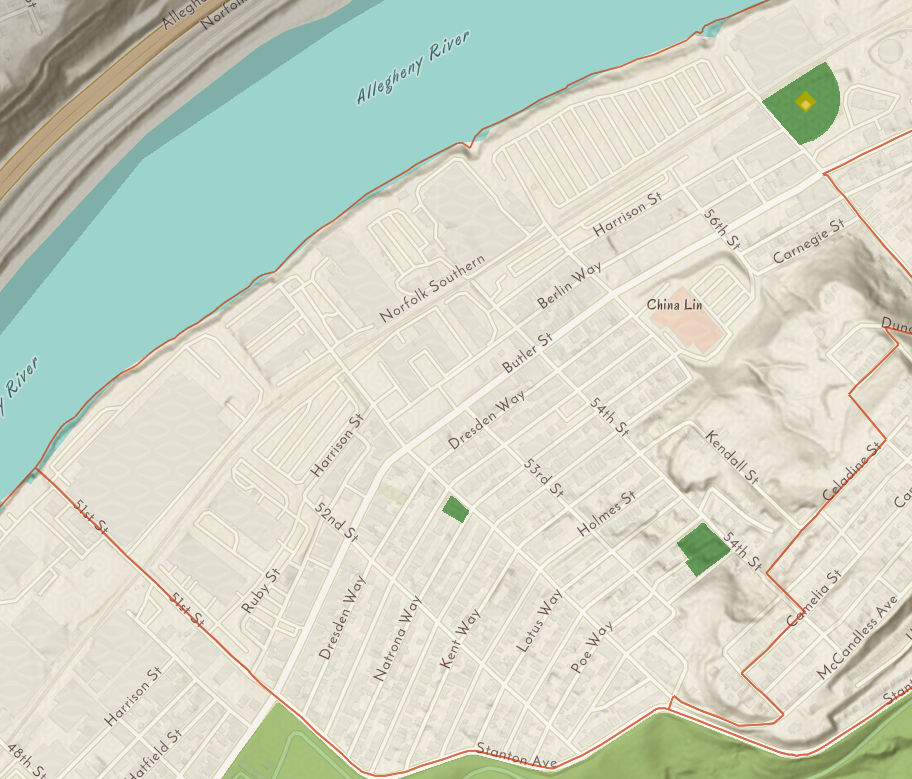 Norfolk
Allegheny River
Harrison St
56th St
Carnegie St
Norfolk Southern
Berlin Way
China Lin
Butler St
y River
Dresden Way
54th St
Harrison St
Kendall St
53rd St
Celadine St
51st St
52nd St
Holmes St
54th St
Ruby St
51st St
Dresden Way
Natrona Way
Kent Way
Lotus Way
Poe Way
Camelia St
McCandless Ave
Harrison St
48th St
Hatfield St
Stanton Ave